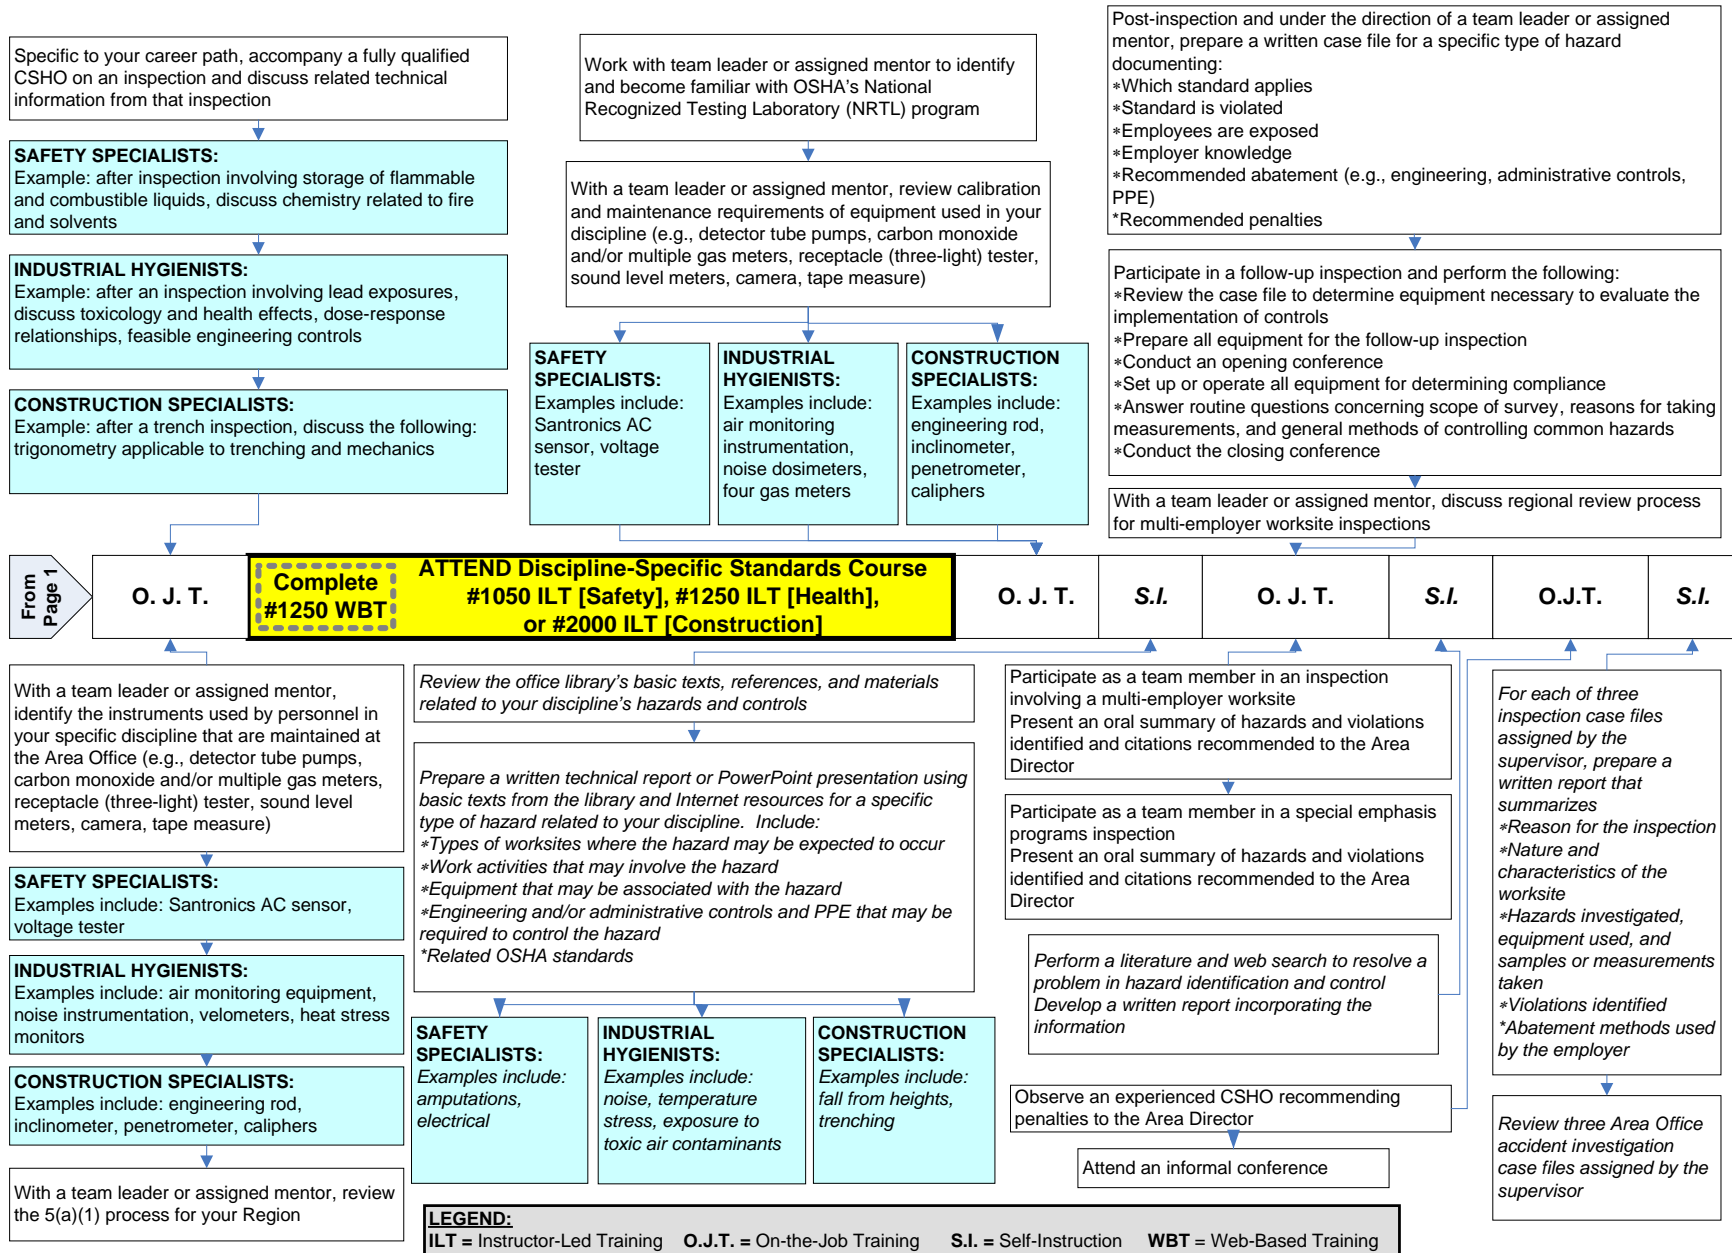 Specific to your career path, accompany a fully qualified
CSHO on an inspection and discuss related technical
information from that inspection
SAFETY SPECIALISTS:
Example: after inspection involving storage of flammable
and combustible liquids, discuss chemistry related to fire
and solvents
INDUSTRIAL HYGIENISTS:
Example: after an inspection involving lead exposures,
discuss toxicology and health effects, dose-response
relationships, feasible engineering controls
CONSTRUCTION SPECIALISTS:
Example: after a trench inspection, discuss the following:
trigonometry applicable to trenching and mechanics
Work with team leader or assigned mentor to identify
and become familiar with OSHA's National
Recognized Testing Laboratory (NRTL) program
With a team leader or assigned mentor, review calibration
and maintenance requirements of equipment used in your
discipline (e.g., detector tube pumps, carbon monoxide
and/or multiple gas meters, receptacle (three-light) tester,
sound level meters, camera, tape measure)
SAFETY
SPECIALISTS:
Examples include:
Santronics AC
sensor, voltage
tester
INDUSTRIAL
HYGIENISTS:
Examples include:
air monitoring
instrumentation,
noise dosimeters,
four gas meters
CONSTRUCTION
SPECIALISTS:
Examples include:
engineering rod,
inclinometer,
penetrometer,
caliphers
Post-inspection and under the direction of a team leader or assigned
mentor, prepare a written case file for a specific type of hazard
documenting:
∗Which standard applies
∗Standard is violated
∗Employees are exposed
∗Employer knowledge
∗Recommended abatement (e.g., engineering, administrative controls,
PPE)
*Recommended penalties
Participate in a follow-up inspection and perform the following:
∗Review the case file to determine equipment necessary to evaluate the
implementation of controls
∗Prepare all equipment for the follow-up inspection
∗Conduct an opening conference
∗Set up or operate all equipment for determining compliance
∗Answer routine questions concerning scope of survey, reasons for taking
measurements, and general methods of controlling common hazards
∗Conduct the closing conference
With a team leader or assigned mentor, discuss regional review process
for multi-employer worksite inspections
From
Page 1
O. J. T.
Complete
#1250 WBT
ATTEND Discipline-Specific Standards Course
#1050 ILT [Safety], #1250 ILT [Health],
or #2000 ILT [Construction]
O. J. T.
S.I.
O. J. T.
S.I.
O.J.T.
S.I.
With a team leader or assigned mentor,
identify the instruments used by personnel in
your specific discipline that are maintained at
the Area Office (e.g., detector tube pumps,
carbon monoxide and/or multiple gas meters,
receptacle (three-light) tester, sound level
meters, camera, tape measure)
SAFETY SPECIALISTS:
Examples include: Santronics AC sensor,
voltage tester
INDUSTRIAL HYGIENISTS:
Examples include: air monitoring equipment,
noise instrumentation, velometers, heat stress
monitors
CONSTRUCTION SPECIALISTS:
Examples include: engineering rod,
inclinometer, penetrometer, caliphers
With a team leader or assigned mentor, review
the 5(a)(1) process for your Region
Review the office library's basic texts, references, and materials
related to your discipline's hazards and controls
Prepare a written technical report or PowerPoint presentation using
basic texts from the library and Internet resources for a specific
type of hazard related to your discipline. Include:
∗Types of worksites where the hazard may be expected to occur
∗Work activities that may involve the hazard
∗Equipment that may be associated with the hazard
∗Engineering and/or administrative controls and PPE that may be
required to control the hazard
*Related OSHA standards
SAFETY
SPECIALISTS:
Examples include:
amputations,
electrical
INDUSTRIAL
HYGIENISTS:
Examples include:
noise, temperature
stress, exposure to
toxic air contaminants
CONSTRUCTION
SPECIALISTS:
Examples include:
fall from heights,
trenching
Participate as a team member in an inspection
involving a multi-employer worksite
Present an oral summary of hazards and violations
identified and citations recommended to the Area
Director
Participate as a team member in a special emphasis
programs inspection
Present an oral summary of hazards and violations
identified and citations recommended to the Area
Director
Perform a literature and web search to resolve a
problem in hazard identification and control
Develop a written report incorporating the
information
Observe an experienced CSHO recommending
penalties to the Area Director
Attend an informal conference
For each of three
inspection case files
assigned by the
supervisor, prepare a
written report that
summarizes
∗Reason for the inspection
∗Nature and
characteristics of the
worksite
∗Hazards investigated,
equipment used, and
samples or measurements
taken
∗Violations identified
*Abatement methods used
by the employer
Review three Area Office
accident investigation
case files assigned by the
supervisor
LEGEND:
ILT = Instructor-Led Training O.J.T. = On-the-Job Training S.I. = Self-Instruction WBT = Web-Based Training